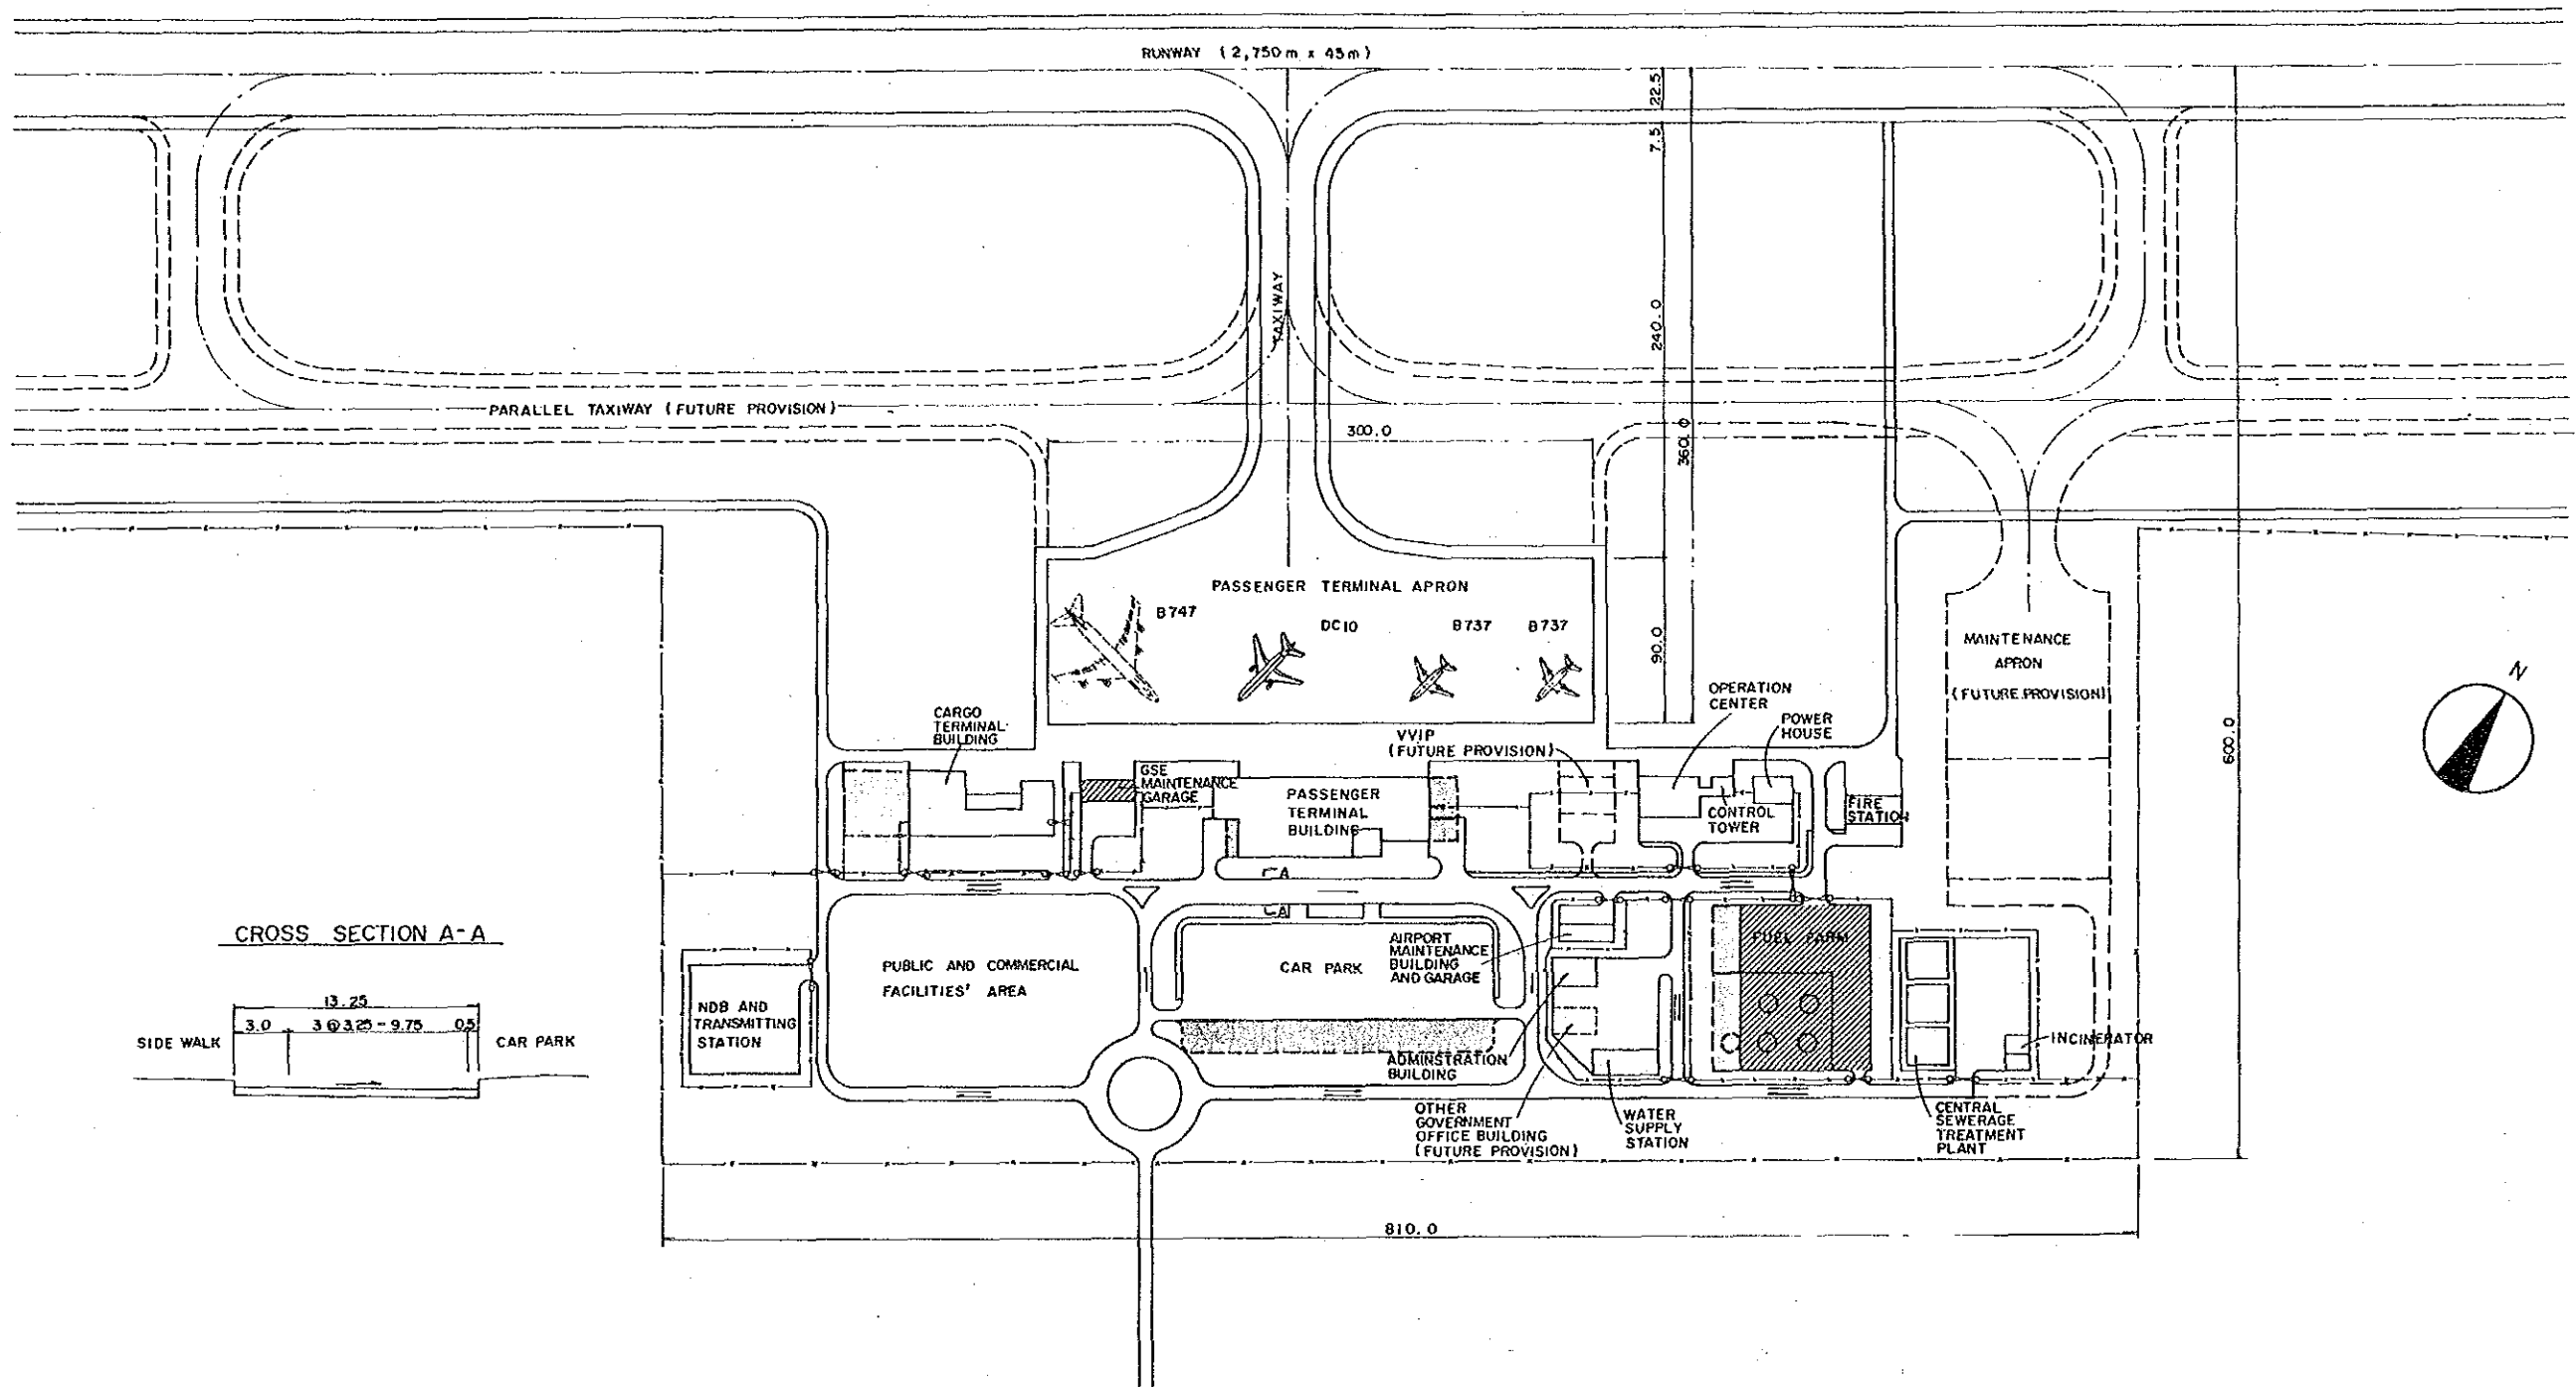 RUNWAY (2,750 m x 45 m)
22.5
7.5
TAXIWAY
240.0
PARALLEL TAXIWAY (FUTURE PROVISION)
300.0
360.0
PASSENGER TERMINAL APRON
B747
DC10
B737
B737
90.0
MAINTENANCE
APRON
(FUTURE PROVISION)
N
600.0
OPERATION
CENTER
CARGO
TERMINAL
BUILDING
POWER
HOUSE
VVIP
(FUTURE PROVISION)
GSE
MAINTENANCE
GARAGE
PASSENGER
TERMINAL
BUILDING
CONTROL
TOWER
FIRE
STATION
A
A
CROSS SECTION A-A
13.25
3.0
3@3.25-9.75
0.5
SIDE WALK
CAR PARK
NDB AND
TRANSMITTING
STATION
PUBLIC AND COMMERCIAL
FACILITIES' AREA
CAR PARK
AIRPORT
MAINTENANCE
BUILDING
AND GARAGE
FUEL FARM
ADMINSTRATION
BUILDING
INCINERATOR
OTHER
GOVERNMENT
OFFICE BUILDING
(FUTURE PROVISION)
WATER
SUPPLY
STATION
CENTRAL
SEWERAGE
TREATMENT
PLANT
810.0